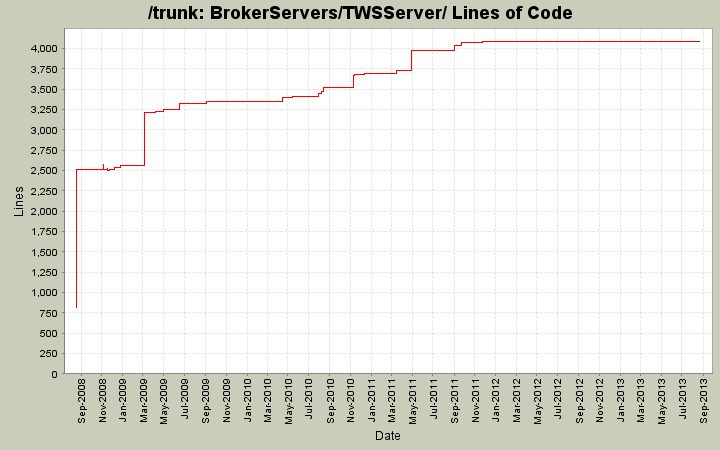 /trunk: BrokerServers/TWSServer/ Lines of Code
4,000
3,750
3,500
3,250
3,000
2,750
2,500
2,250
2,000
1,750
1,500
1,250
1,000
750
500
250
0
Lines
Sep-2008
Nov-2008
Jan-2009
Mar-2009
May-2009
Jul-2009
Sep-2009
Nov-2009
Jan-2010
Mar-2010
May-2010
Jul-2010
Sep-2010
Nov-2010
Jan-2011
Mar-2011
May-2011
Jul-2011
Sep-2011
Nov-2011
Jan-2012
Mar-2012
May-2012
Jul-2012
Sep-2012
Nov-2012
Jan-2013
Mar-2013
May-2013
Jul-2013
Sep-2013
Date